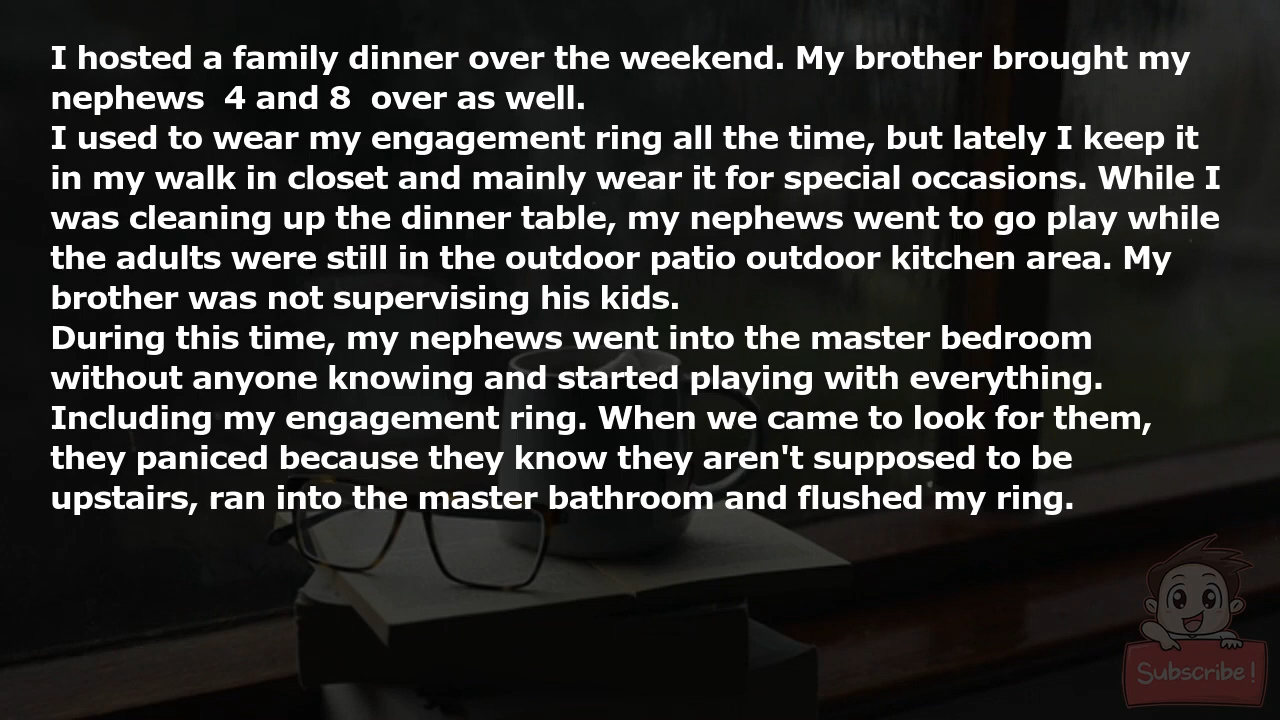 I hosted a family dinner over the weekend. My brother brought my
nephews  4 and 8  over as well.
I used to wear my engagement ring all the time, but lately I keep it
in my walk in closet and mainly wear it for special occasions. While I
was cleaning up the dinner table, my nephews went to go play while
the adults were still in the outdoor patio outdoor kitchen area. My
brother was not supervising his kids.
During this time, my nephews went into the master bedroom
without anyone knowing and started playing with everything.
Including my engagement ring. When we came to look for them,
they paniced because they know they aren't supposed to be
upstairs, ran into the master bathroom and flushed my ring.
Subscribe!